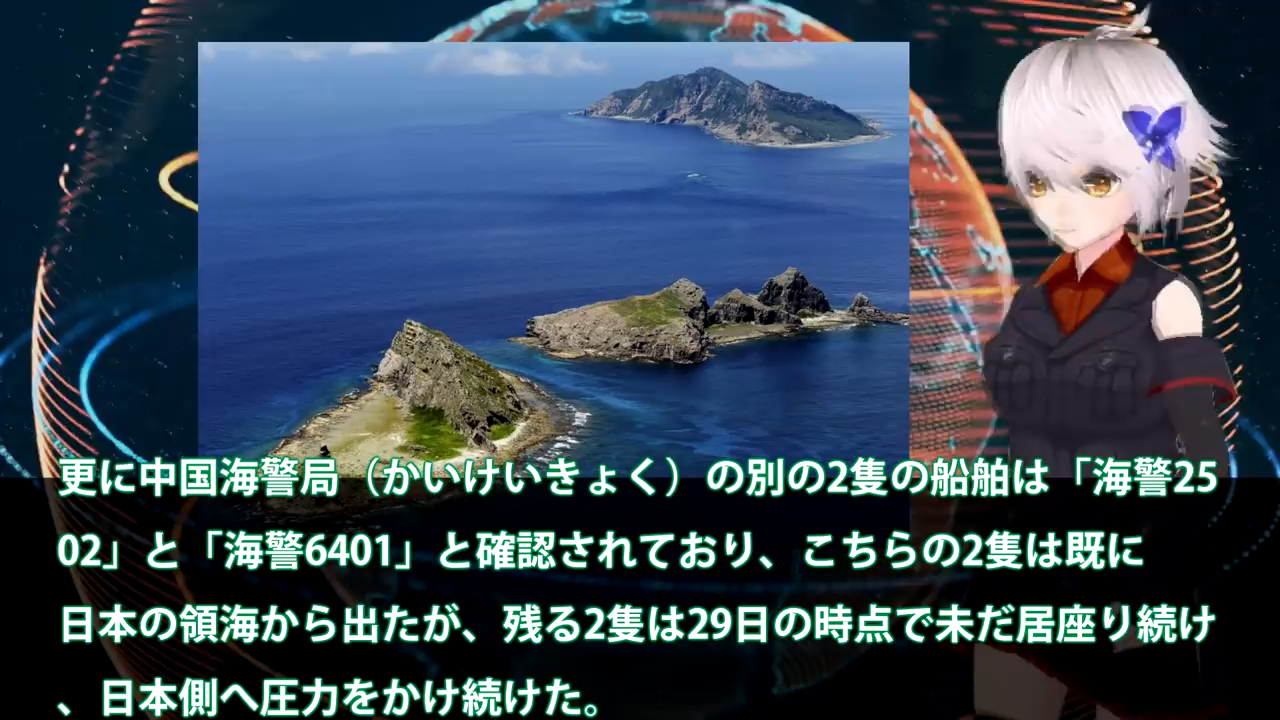 更に中国海警局（かいけいきょく）の別の2隻の船舶は「海警25
02」と「海警6401」と確認されており、こちらの2隻は既に
日本の領海から出たが、残る2隻は29日の時点で未だ居座り続け
、日本側へ圧力をかけ続けた。